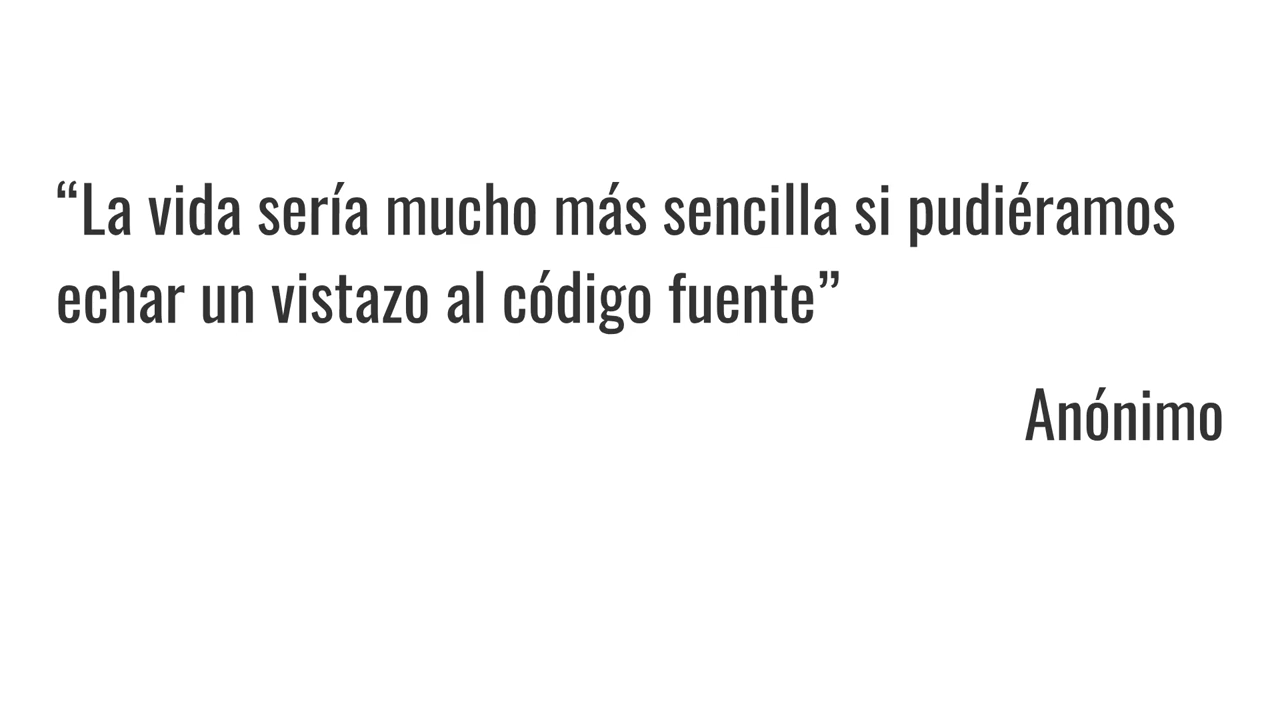 “La vida sería mucho más sencilla si pudiéramos
echar un vistazo al código fuente”
Anónimo